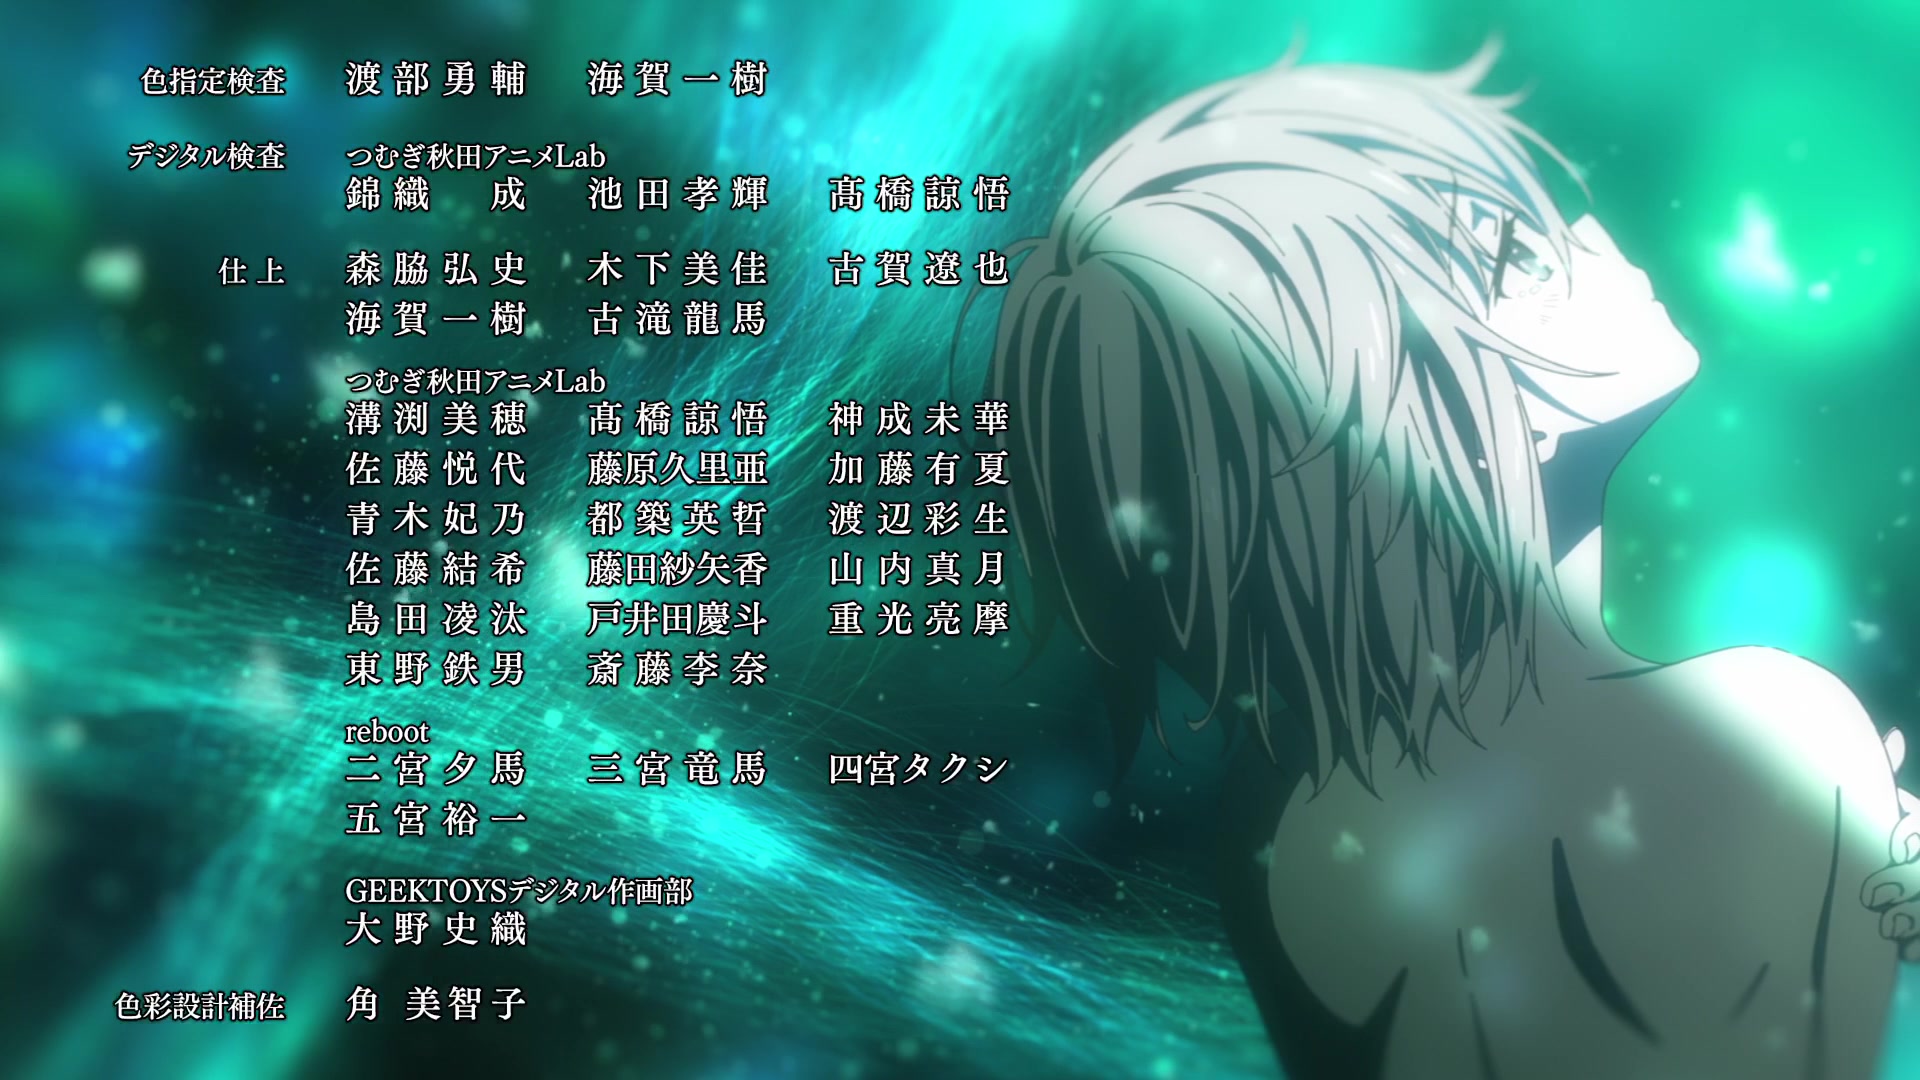 色指定検査 渡部勇輔 海賀一樹
デジタル検査 つむぎ秋田アニメLab
錦織 成 池田孝輝 髙橋諒悟
仕上 森脇弘史 木下美佳 古賀遼也
海賀一樹 古滝龍馬
つむぎ秋田アニメLab
溝渕美穂 髙橋諒悟 神成未華
佐藤悦代 藤原久里亜 加藤有夏
青木妃乃 都築英哲 渡辺彩生
佐藤結希 藤田紗矢香 山内真月
島田凌汰 戸井田慶斗 重光亮摩
東野鉄男 斎藤李奈
reboot
二宮夕馬 三宮竜馬 四宮タクシ
五宮裕一
GEEKTOYSデジタル作画部
大野史織
色彩設計補佐 角 美智子